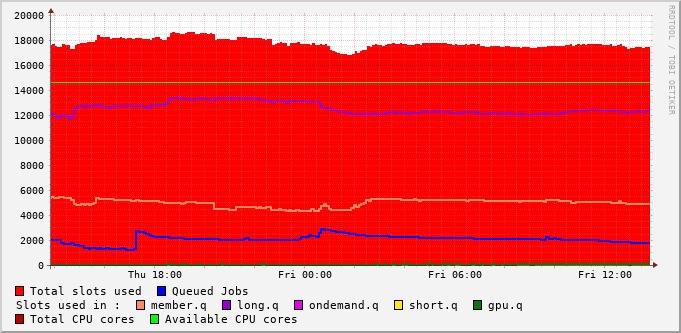 20000
18000
16000
14000
12000
10000
8000
6000
4000
2000
0
Thu 18:00 Fri 00:00 Fri 06:00 Fri 12:00
RRDTOOL / TOBI OETIKER
Total slots used Queued Jobs
Slots used in : member.q long.q ondemand.q short.q gpu.q
Total CPU cores Available CPU cores